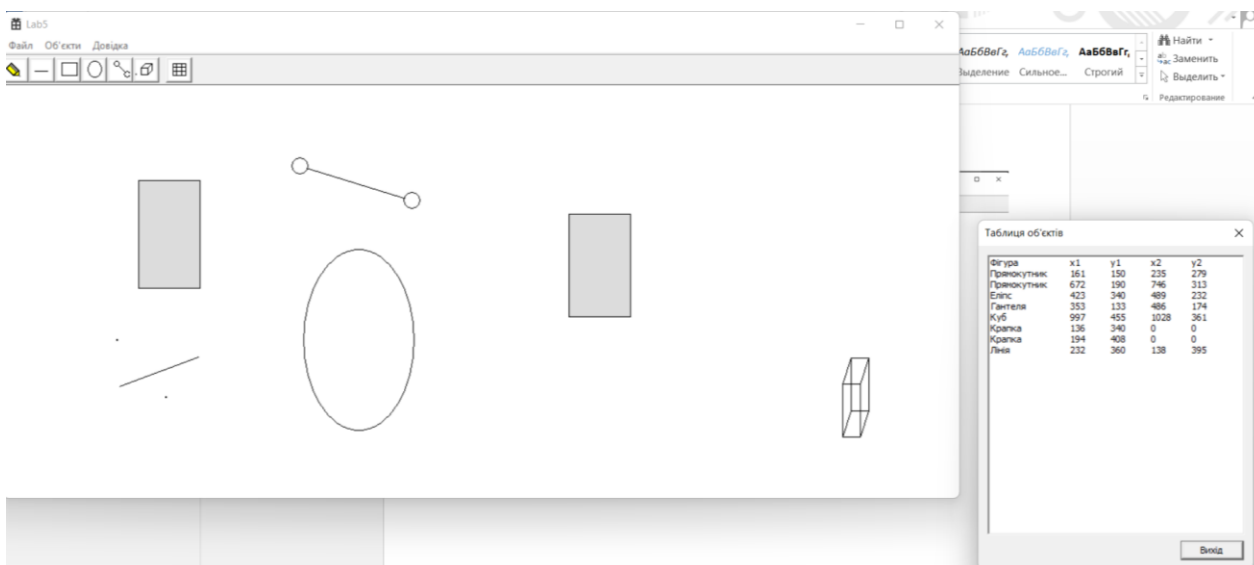 Lab5
Файл Об'єкти Довідка
АаБбВвГг, АаБбВвГг, АаБбВвГг,
Выделение Сильное... Строгий
Найти
Заменить
Выделить
Редактирование
Таблиця об'єктів
Фігура x1 y1 x2 y2
Прямокутник 161 150 235 279
Прямокутник 672 190 746 313
Еліпс 423 340 489 232
Гантеля 353 133 486 174
Куб 997 455 1028 361
Крапка 136 340 0 0
Крапка 194 408 0 0
Лінія 232 360 138 395
Вихід